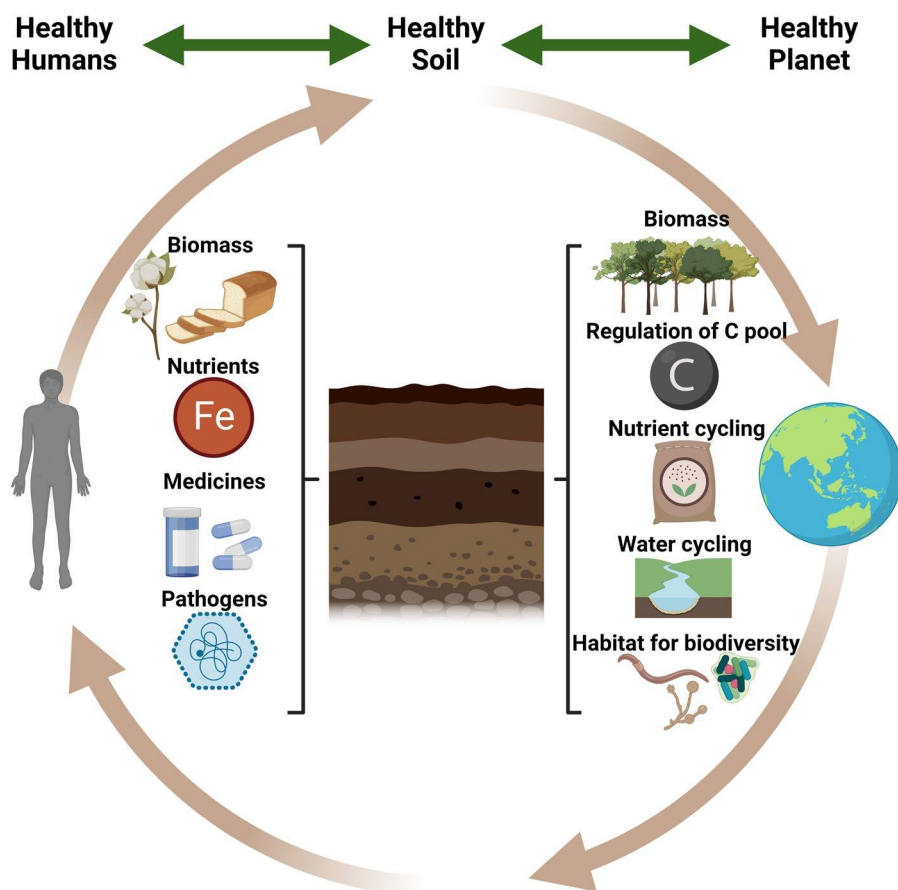 Healthy
Humans
Healthy
Soil
Healthy
Planet
Biomass
Nutrients
Fe
Medicines
Pathogens
Biomass
Regulation of C pool
C
Nutrient cycling
Water cycling
Habitat for biodiversity